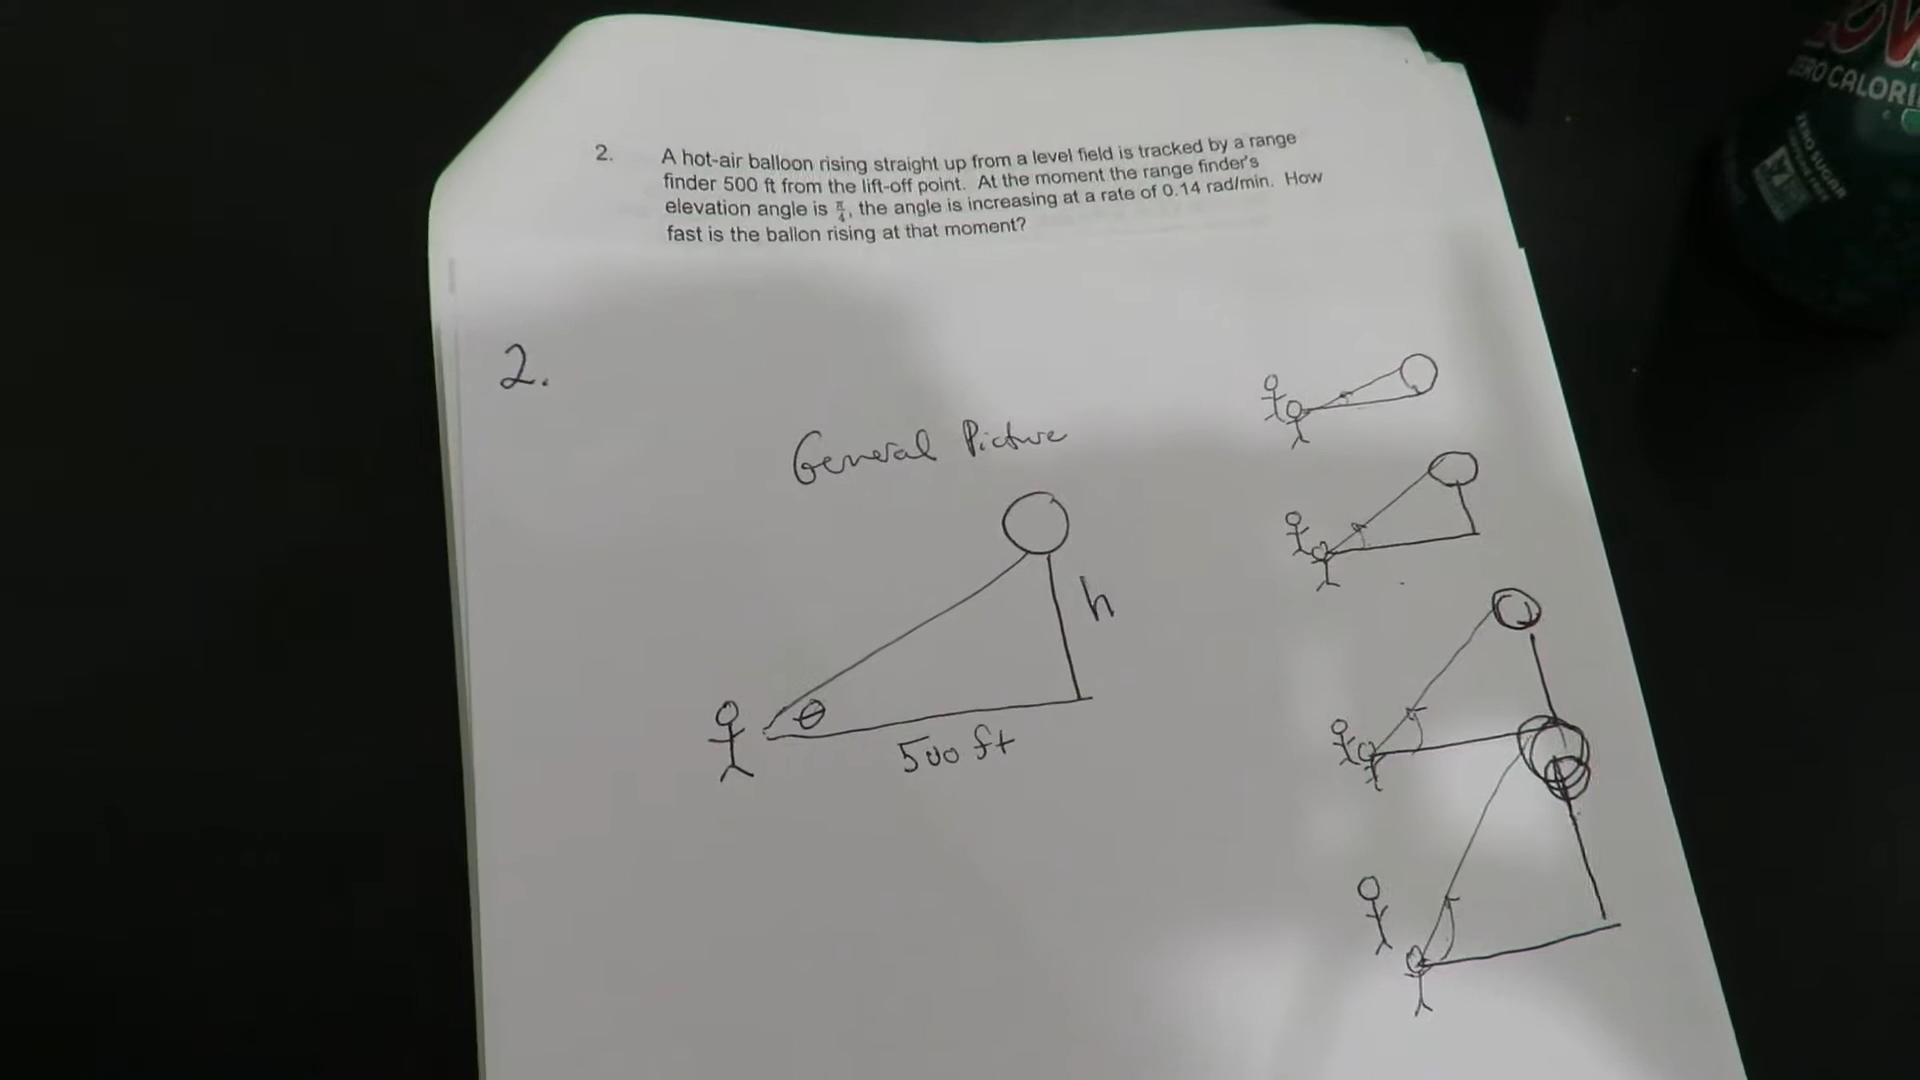 2. A hot-air balloon rising straight up from a level field is tracked by a range
finder 500 ft from the lift-off point. At the moment the range finder's
elevation angle is π/4, the angle is increasing at a rate of 0.14 rad/min. How
fast is the ballon rising at that moment?
2.
General Picture
h
θ
500 ft
ZERO CALORI
ZERO SUGAR